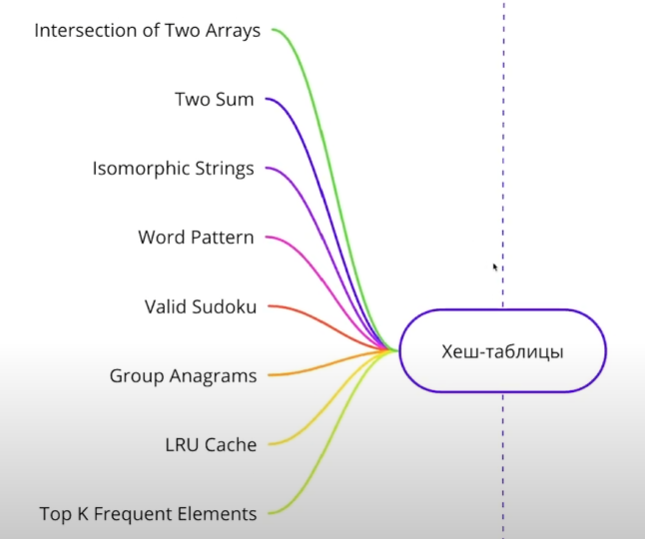 Intersection of Two Arrays
Two Sum
Isomorphic Strings
Word Pattern
Valid Sudoku
Хеш-таблицы
Group Anagrams
LRU Cache
Top K Frequent Elements